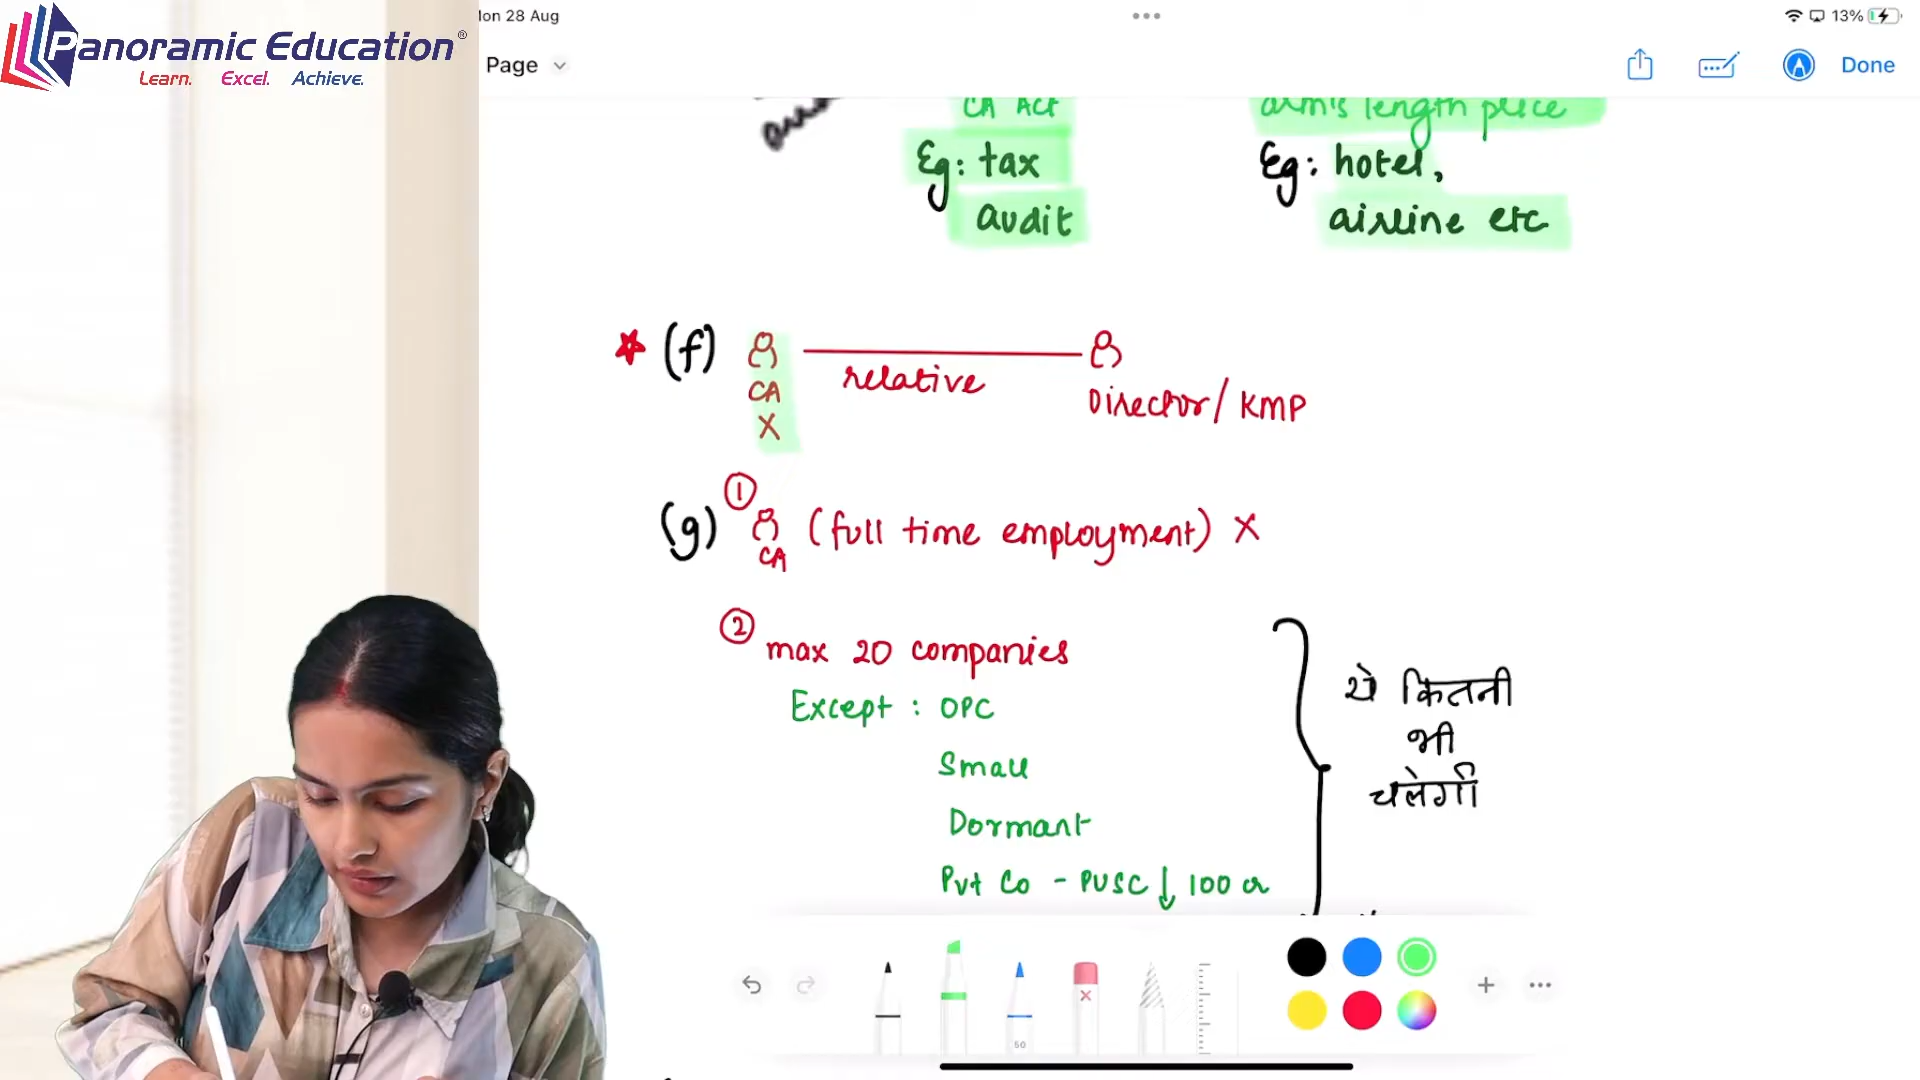 Panoramic Education®
Learn. Excel. Achieve.
Mon 28 Aug
13%
Page
Done
CA Act
arm's length price
Eg: tax
audit
Eg: hotel,
airline etc
(f)
relative
CA
X
Director/ KMP
(g) ① (full time employment) X
CA
② max 20 companies
Except : OPC
Small
Dormant
Pvt Co - PUSC ↓ 100 cr
ये कितनी
भी
चलेगी
50